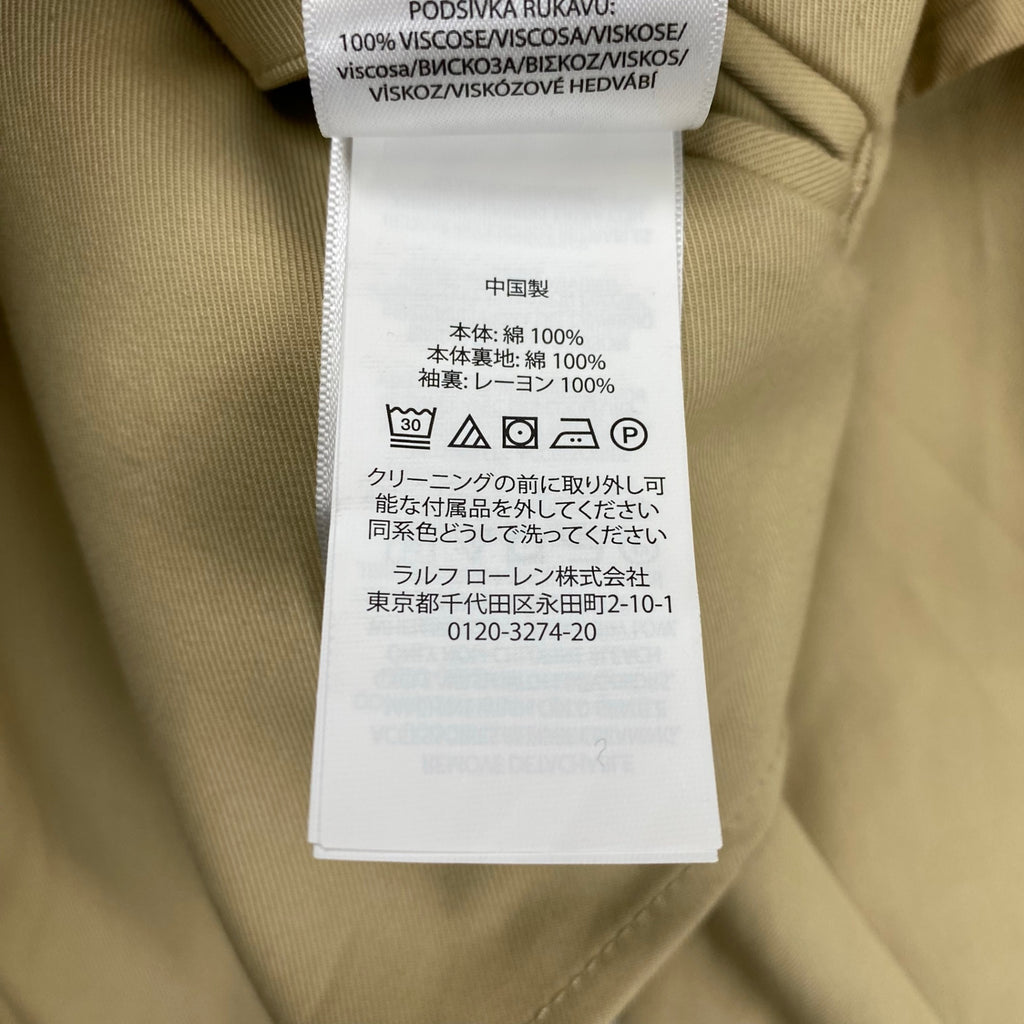 PODSÍVKA RUKÁVU:
100% VISCOSE/VISCOSA/VISKOSE/
viscosa/ВИСКОЗА/ΒΙΣΚΟΖ/VISKOS/
VİSKOZ/VISKÓZOVÉ HEDVÁBÍ
中国製
本体: 綿 100%
本体裏地: 綿 100%
袖裏: レーヨン 100%
30
P
クリーニングの前に取り外し可
能な付属品を外してください
同系色どうしで洗ってください
ラルフ ローレン株式会社
東京都千代田区永田町2-10-1
0120-3274-20
REMOVE DETACHABLE